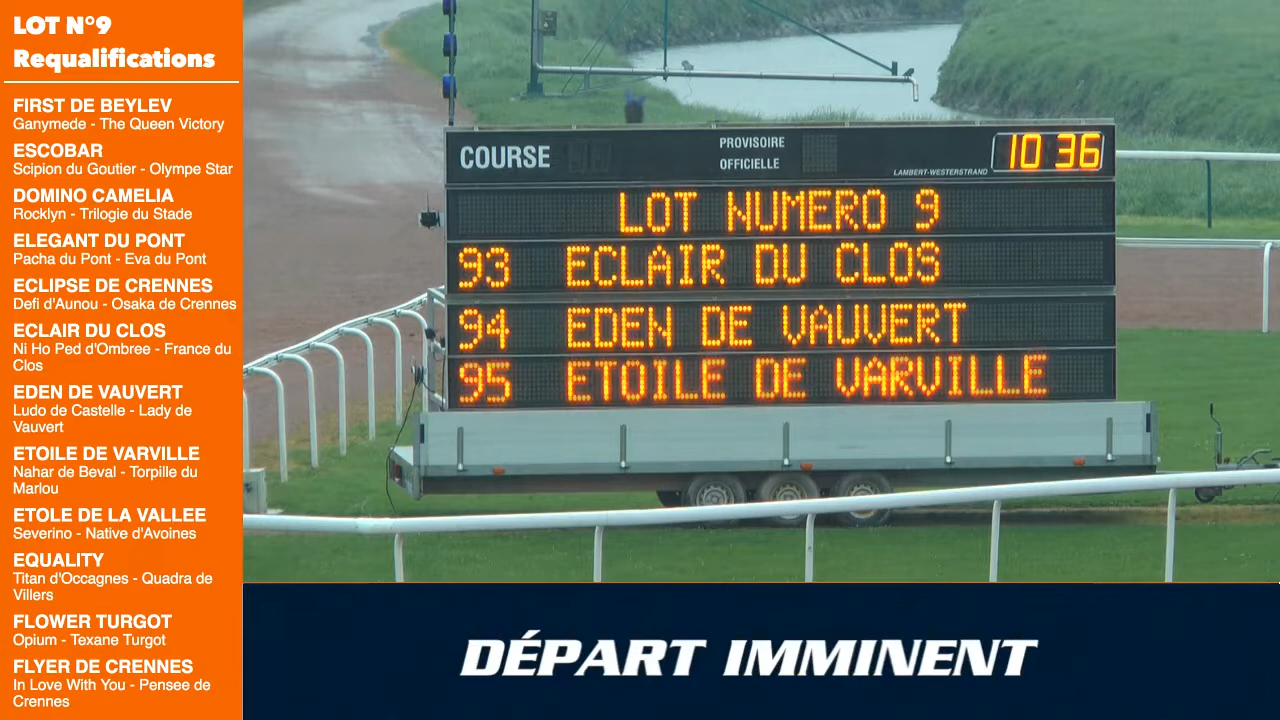 LOT N°9
Requalifications
FIRST DE BEYLEV
Ganymede - The Queen Victory
ESCOBAR
Scipion du Goutier - Olympe Star
DOMINO CAMELIA
Rocklyn - Trilogie du Stade
ELEGANT DU PONT
Pacha du Pont - Eva du Pont
ECLIPSE DE CRENNES
Defi d'Aunou - Osaka de Crennes
ECLAIR DU CLOS
Ni Ho Ped d'Ombree - France du
Clos
EDEN DE VAUVERT
Ludo de Castelle - Lady de
Vauvert
ETOILE DE VARVILLE
Nahar de Beval - Torpille du
Marlou
ETOLE DE LA VALLEE
Severino - Native d'Avoines
EQUALITY
Titan d'Occagnes - Quadra de
Villers
FLOWER TURGOT
Opium - Texane Turgot
FLYER DE CRENNES
In Love With You - Pensee de
Crennes
COURSE
PROVISOIRE
OFFICIELLE
LAMBERT-WESTERSTRAND
10 36
LOT NUMERO 9
93 ECLAIR DU CLOS
94 EDEN DE VAUVERT
95 ETOILE DE VARVILLE
DÉPART IMMINENT